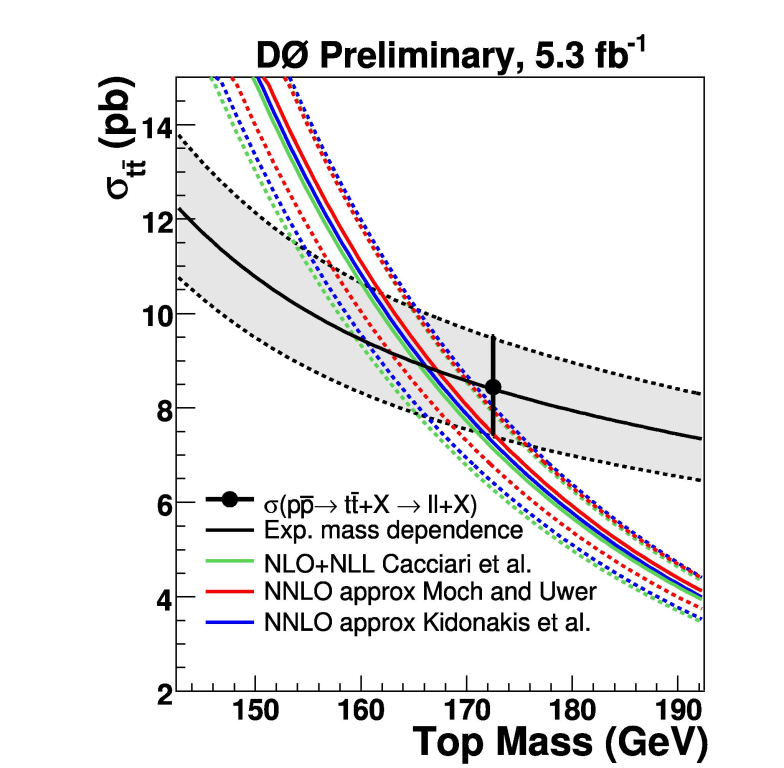 DØ Preliminary, 5.3 fb⁻¹
σtt̄ (pb)
14
12
10
8
6
4
2
σ(pp̄→ tt̄+X → ll+X)
Exp. mass dependence
NLO+NLL Cacciari et al.
NNLO approx Moch and Uwer
NNLO approx Kidonakis et al.
150 160 170 180 190
Top Mass (GeV)